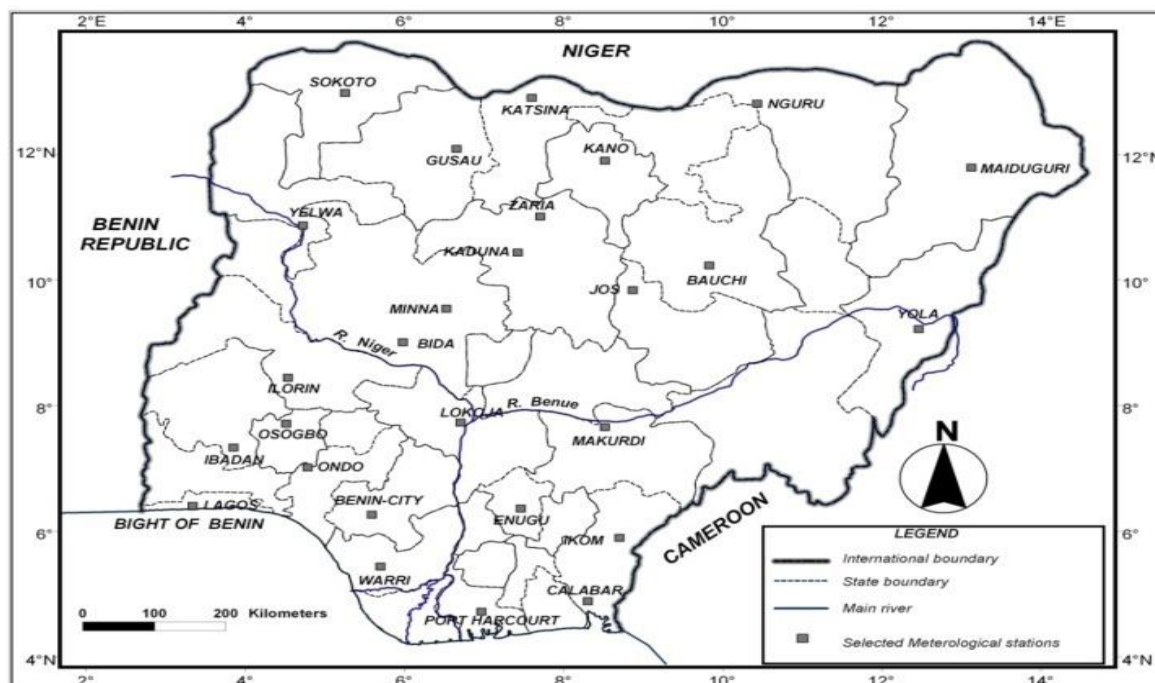 2°E 4° 6° 8° 10° 12° 14°E
NIGER
SOKOTO
KATSINA
NGURU
12°N
12°N
GUSAU
KANO
MAIDUGURI
YELWA
ZARIA
BENIN
REPUBLIC
KADUNA
BAUCHI
10°
10°
JOS
MINNA
YOLA
R. Niger
BIDA
ILORIN
8°
LOKOJA
R. Benue
8°
OSOGBO
MAKURDI
N
IBADAN
ONDO
BENIN-CITY
LAGOS
ENUGU
BIGHT OF BENIN
CAMEROON
6°
6°
IKOM
LEGEND
International boundary
WARRI
State boundary
CALABAR
0 100 200 Kilometers
Main river
PORT HARCOURT
Selected Meterological stations
4°N
4°N
2° 4° 6° 8° 10° 12° 14°